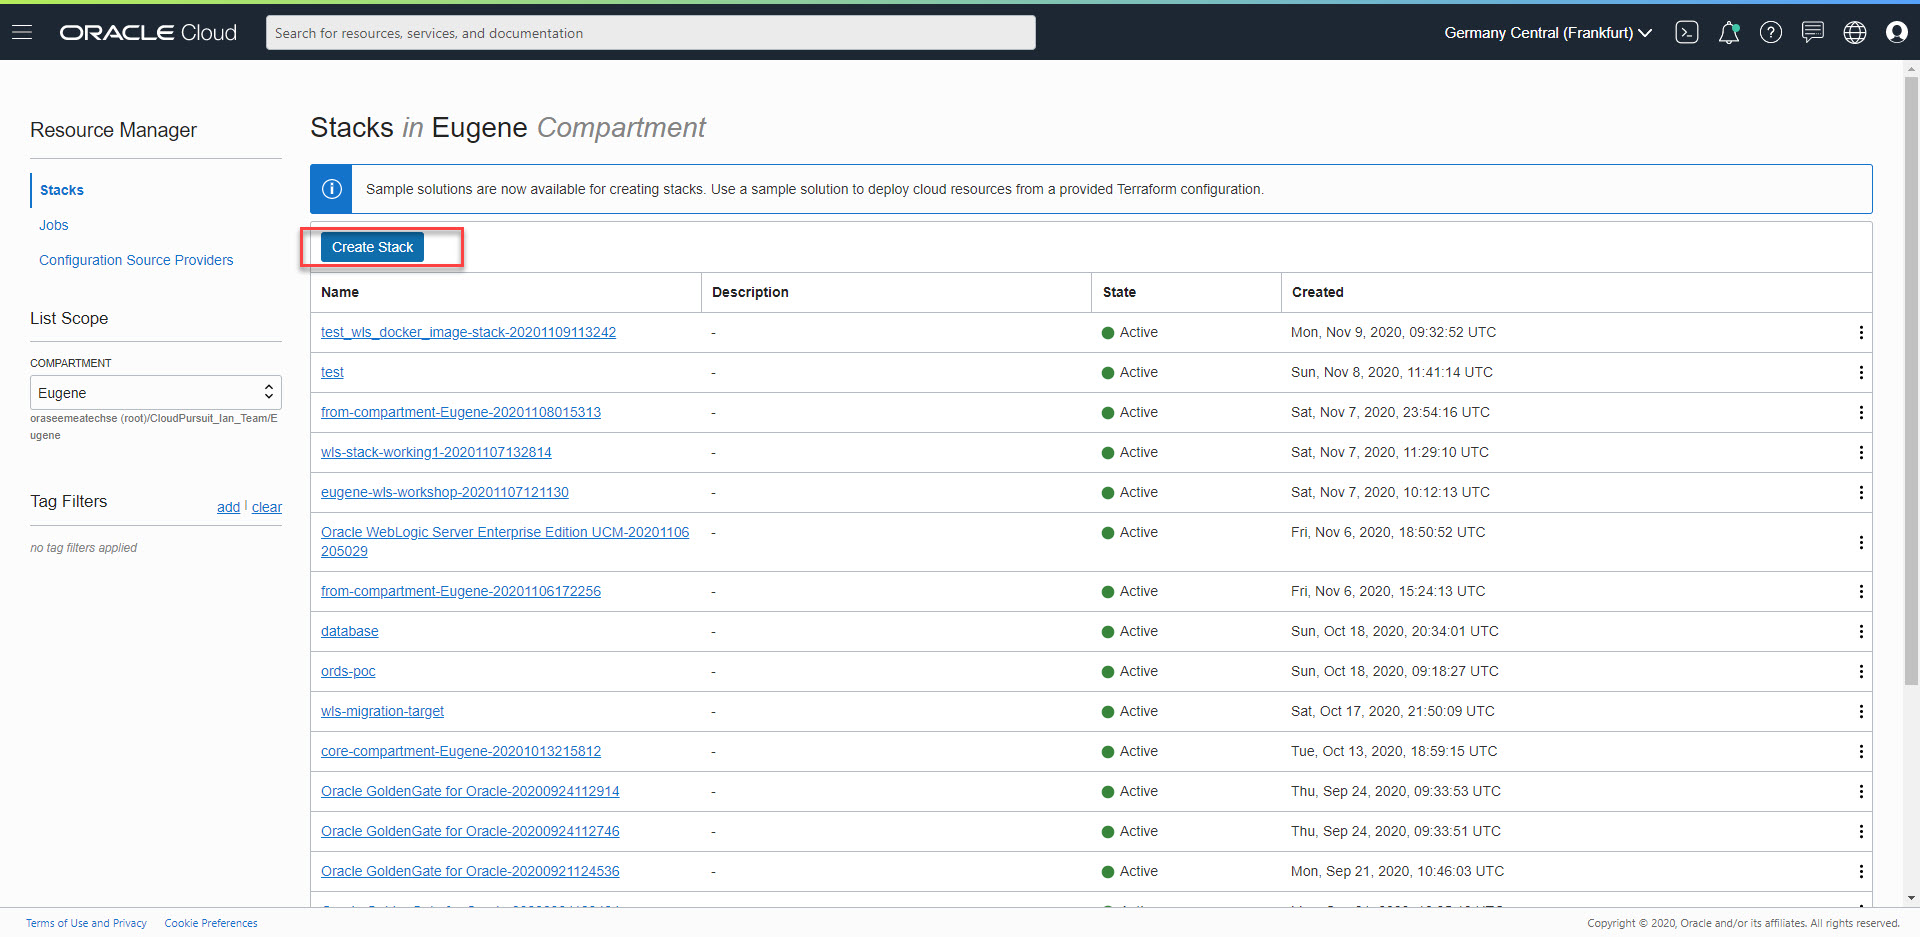 ORACLE Cloud
Search for resources, services, and documentation
Germany Central (Frankfurt)
Resource Manager
Stacks
Jobs
Configuration Source Providers
List Scope
COMPARTMENT
Eugene
oraseemeatechse (root)/CloudPursuit_Ian_Team/E
ugene
Tag Filters
add | clear
no tag filters applied
Stacks in Eugene Compartment
Sample solutions are now available for creating stacks. Use a sample solution to deploy cloud resources from a provided Terraform configuration.
Create Stack
Name Description State Created
test_wls_docker_image-stack-20201109113242 - Active Mon, Nov 9, 2020, 09:32:52 UTC
test - Active Sun, Nov 8, 2020, 11:41:14 UTC
from-compartment-Eugene-20201108015313 - Active Sat, Nov 7, 2020, 23:54:16 UTC
wls-stack-working1-20201107132814 - Active Sat, Nov 7, 2020, 11:29:10 UTC
eugene-wls-workshop-20201107121130 - Active Sat, Nov 7, 2020, 10:12:13 UTC
Oracle WebLogic Server Enterprise Edition UCM-20201106 - Active Fri, Nov 6, 2020, 18:50:52 UTC
205029
from-compartment-Eugene-20201106172256 - Active Fri, Nov 6, 2020, 15:24:13 UTC
database - Active Sun, Oct 18, 2020, 20:34:01 UTC
ords-poc - Active Sun, Oct 18, 2020, 09:18:27 UTC
wls-migration-target - Active Sat, Oct 17, 2020, 21:50:09 UTC
core-compartment-Eugene-20201013215812 - Active Tue, Oct 13, 2020, 18:59:15 UTC
Oracle GoldenGate for Oracle-20200924112914 - Active Thu, Sep 24, 2020, 09:33:53 UTC
Oracle GoldenGate for Oracle-20200924112746 - Active Thu, Sep 24, 2020, 09:33:51 UTC
Oracle GoldenGate for Oracle-20200921124536 - Active Mon, Sep 21, 2020, 10:46:03 UTC
Terms of Use and Privacy Cookie Preferences
Copyright © 2020, Oracle and/or its affiliates. All rights reserved.